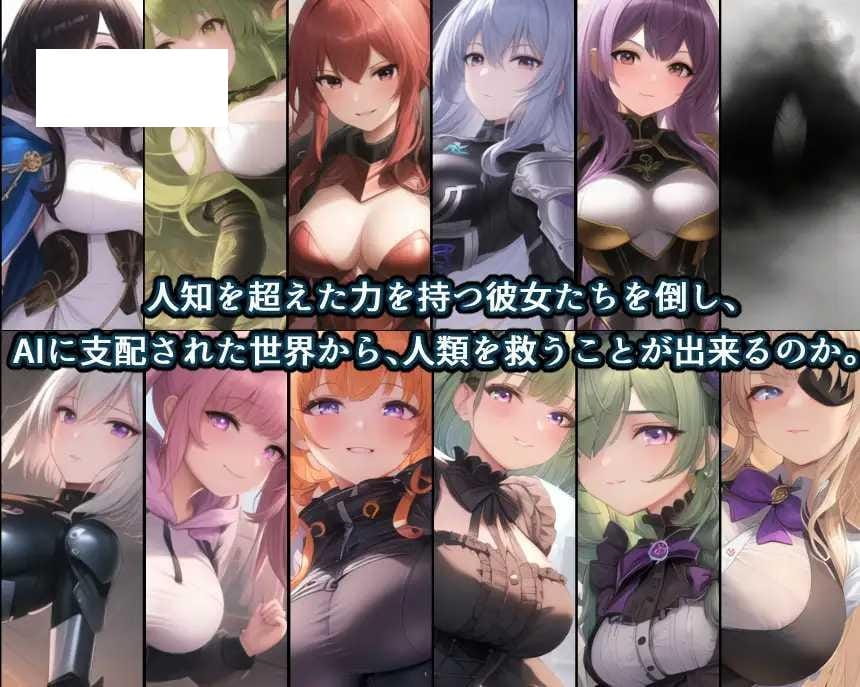 人知を超えた力を持つ彼女たちを倒し、
AIに支配された世界から、人類を救うことが出来るのか。